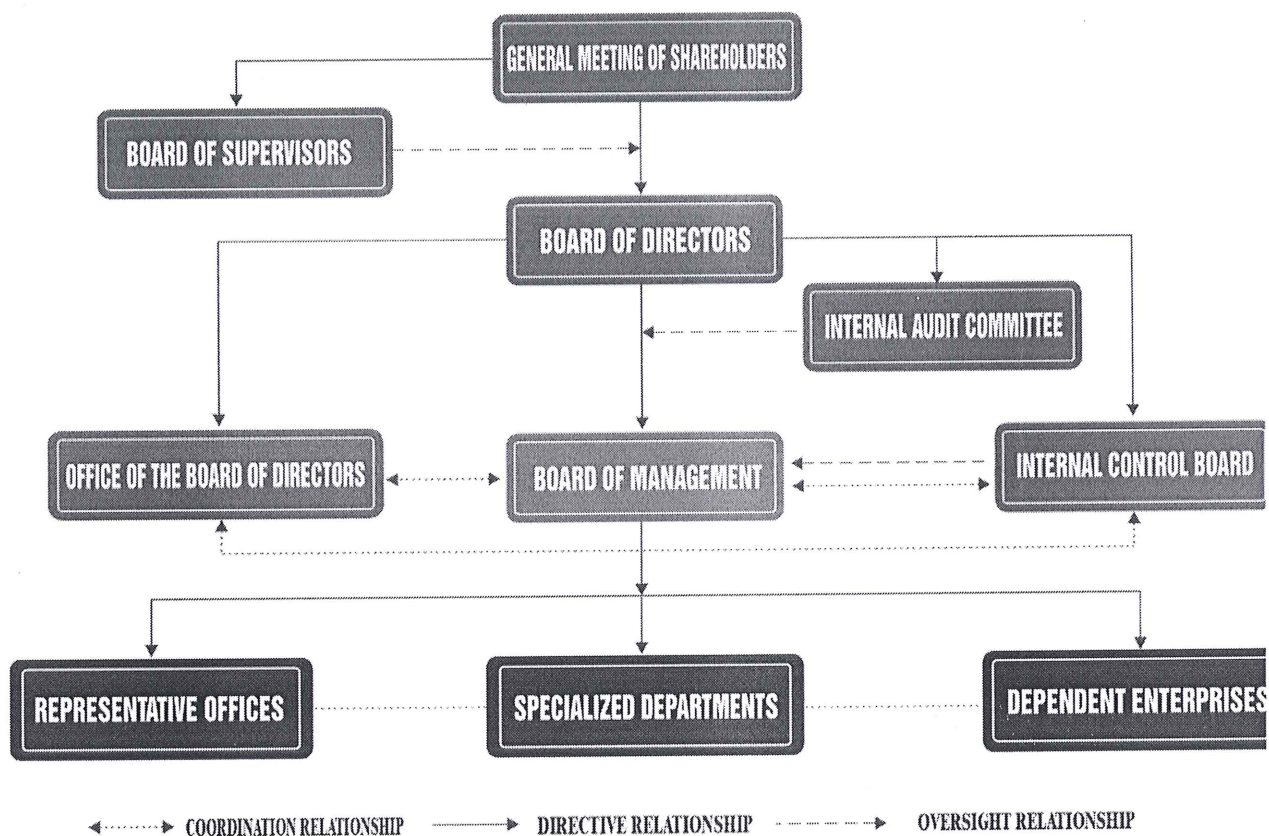 GENERAL MEETING OF SHAREHOLDERS
BOARD OF SUPERVISORS
BOARD OF DIRECTORS
INTERNAL AUDIT COMMITTEE
OFFICE OF THE BOARD OF DIRECTORS
BOARD OF MANAGEMENT
INTERNAL CONTROL BOARD
REPRESENTATIVE OFFICES
SPECIALIZED DEPARTMENTS
DEPENDENT ENTERPRISES
COORDINATION RELATIONSHIP
DIRECTIVE RELATIONSHIP
OVERSIGHT RELATIONSHIP